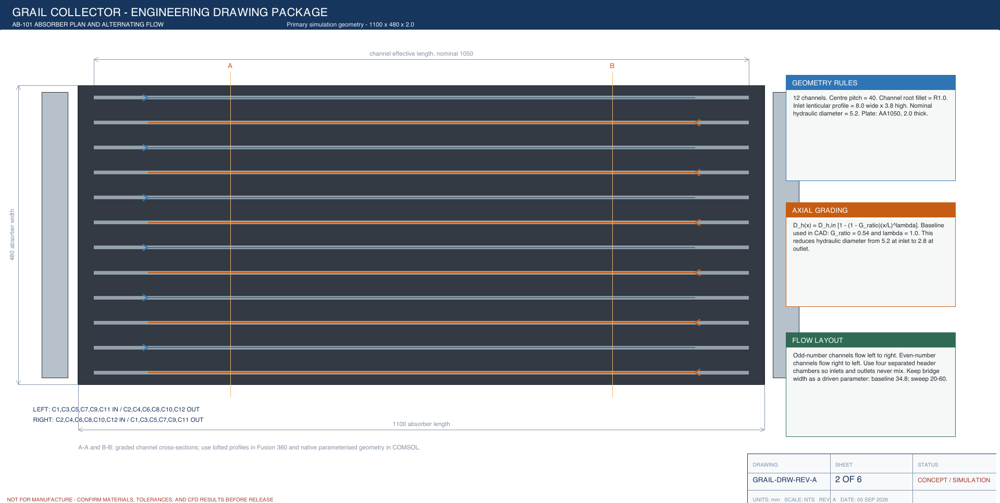 GRAIL COLLECTOR - ENGINEERING DRAWING PACKAGE
AB-101 ABSORBER PLAN AND ALTERNATING FLOW
Primary simulation geometry - 1100 x 480 x 2.0
channel effective length, nominal 1050
A
B
480 absorber width
GEOMETRY RULES
12 channels. Centre pitch = 40. Channel root fillet = R1.0.
Inlet lenticular profile = 8.0 wide x 3.8 high. Nominal
hydraulic diameter = 5.2. Plate: AA1050, 2.0 thick.
AXIAL GRADING
D_h(x) = D_h,in [1 - (1 - G_ratio)(x/L)^lambda]. Baseline
used in CAD: G_ratio = 0.54 and lambda = 1.0. This
reduces hydraulic diameter from 5.2 at inlet to 2.8 at
outlet.
FLOW LAYOUT
Odd-number channels flow left to right. Even-number
channels flow right to left. Use four separated header
chambers so inlets and outlets never mix. Keep bridge
width as a driven parameter: baseline 34.8; sweep 20-60.
LEFT: C1,C3,C5,C7,C9,C11 IN / C2,C4,C6,C8,C10,C12 OUT
RIGHT: C2,C4,C6,C8,C10,C12 IN / C1,C3,C5,C7,C9,C11 OUT
1100 absorber length
A-A and B-B: graded channel cross-sections; use lofted profiles in Fusion 360 and native parameterised geometry in COMSOL.
DRAWING
SHEET
STATUS
GRAIL-DRW-REV-A
2 OF 6
CONCEPT / SIMULATION
UNITS: mm SCALE: NTS REV: A DATE: 05 SEP 2026
NOT FOR MANUFACTURE - CONFIRM MATERIALS, TOLERANCES, AND CFD RESULTS BEFORE RELEASE